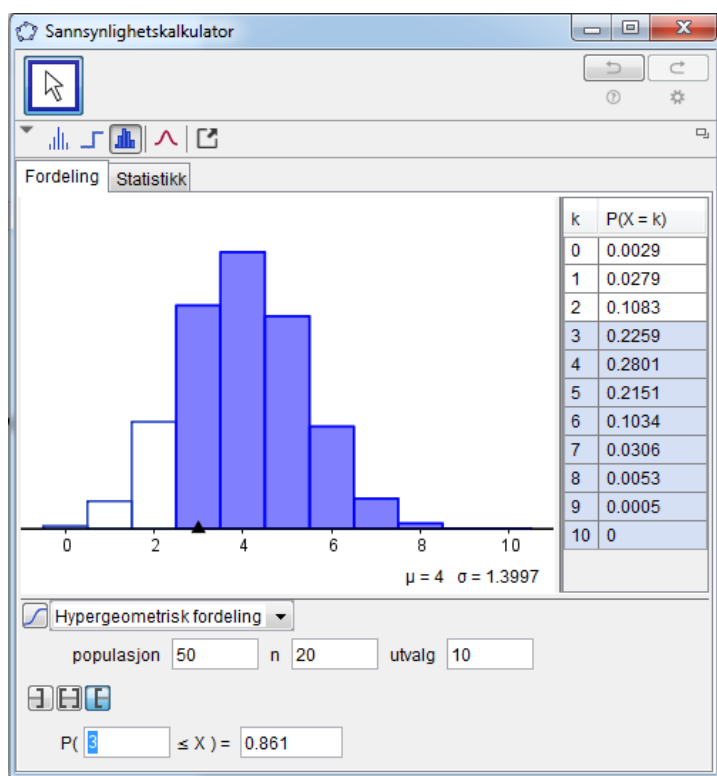 Sannsynlighetskalkulator
Fordeling Statistikk
k P(X = k)
0 0.0029
1 0.0279
2 0.1083
3 0.2259
4 0.2801
5 0.2151
6 0.1034
7 0.0306
8 0.0053
9 0.0005
10 0
0 2 4 6 8 10
μ = 4 σ = 1.3997
Hypergeometrisk fordeling
populasjon 50 n 20 utvalg 10
P( 3 ≤ X ) = 0.861